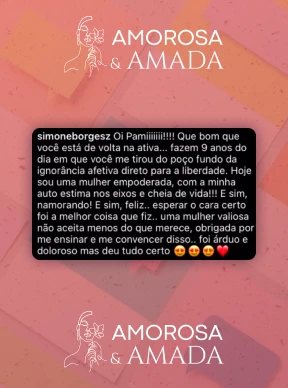 AMOROSA
& AMADA
simoneborgesz Oi Pamiiiiiii!!!! Que bom que
você está de volta na ativa... fazem 9 anos do
dia em que você me tirou do poço fundo da
ignorância afetiva direto para a liberdade. Hoje
sou uma mulher empoderada, com a minha
auto estima nos eixos e cheia de vida!!! E sim,
namorando! E sim, feliz.. esperar o cara certo
foi a melhor coisa que fiz.. uma mulher valiosa
não aceita menos do que merece, obrigada por
me ensinar e me convencer disso.. foi árduo e
doloroso mas deu tudo certo 😍😍😍❤️
AMOROSA
& AMADA